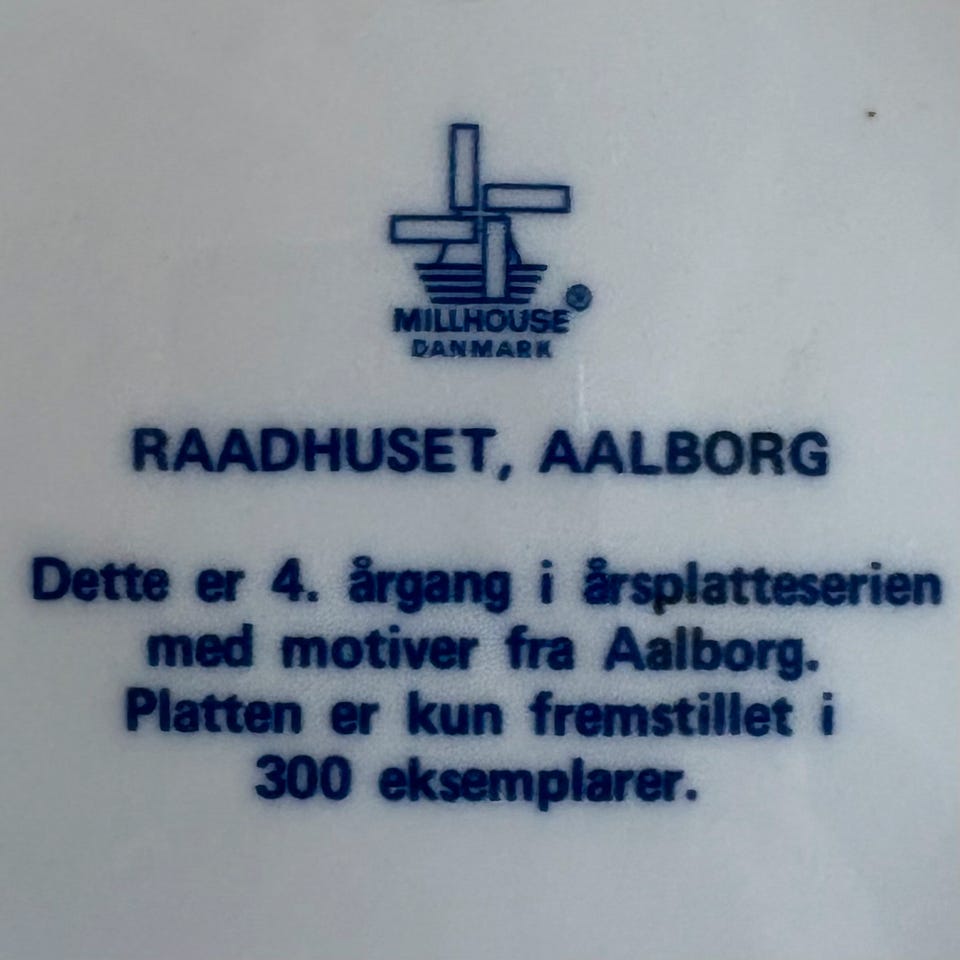 MILLHOUSE
DANMARK
RAADHUSET, AALBORG
Dette er 4. årgang i årsplatteserien
med motiver fra Aalborg.
Platten er kun fremstillet i
300 eksemplarer.